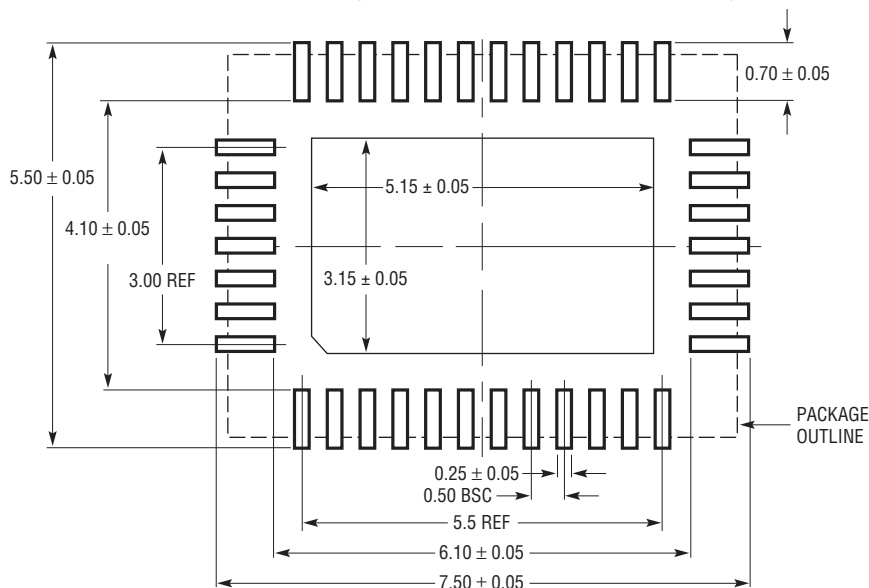 0.70 ± 0.05
5.50 ± 0.05
5.15 ± 0.05
4.10 ± 0.05
3.00 REF
3.15 ± 0.05
PACKAGE
OUTLINE
0.25 ± 0.05
0.50 BSC
5.5 REF
6.10 ± 0.05
7.50 ± 0.05